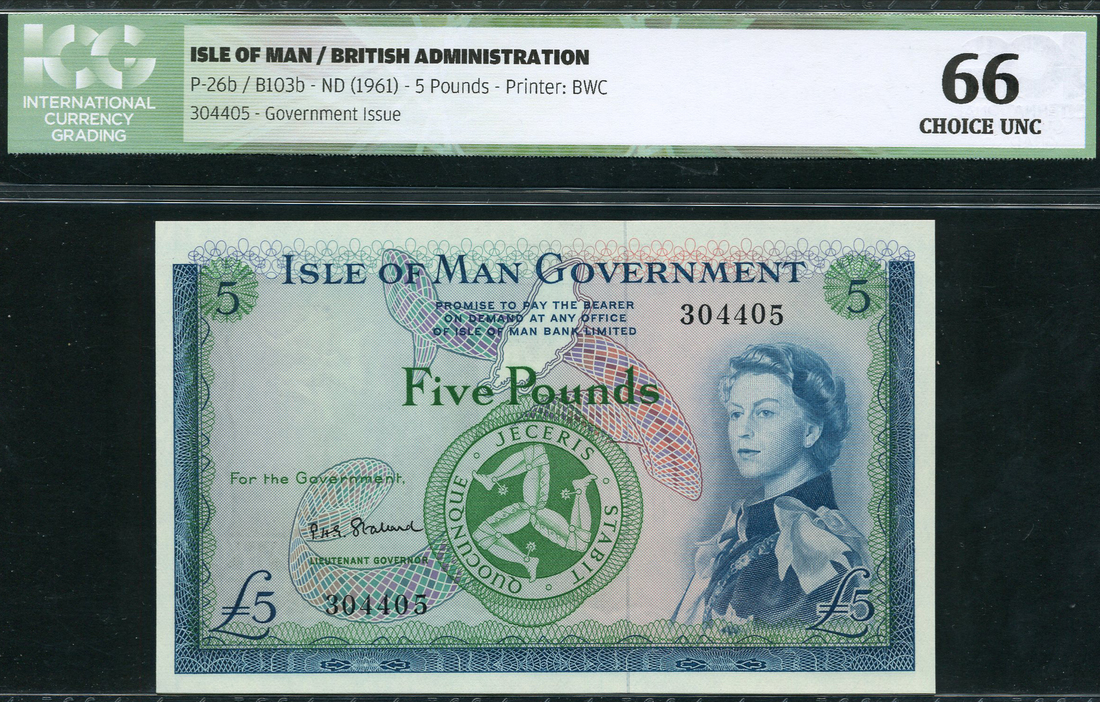 ICG
INTERNATIONAL
CURRENCY
GRADING
ISLE OF MAN / BRITISH ADMINISTRATION
P-26b / B103b - ND (1961) - 5 Pounds - Printer: BWC
304405 - Government Issue
66
CHOICE UNC
ISLE OF MAN GOVERNMENT
5
5
PROMISE TO PAY THE BEARER
ON DEMAND AT ANY OFFICE
OF ISLE OF MAN BANK LIMITED
304405
Five Pounds
QUOCUNQUE · JECERIS · STABIT
For the Government,
LIEUTENANT GOVERNOR
304405
£5
£5